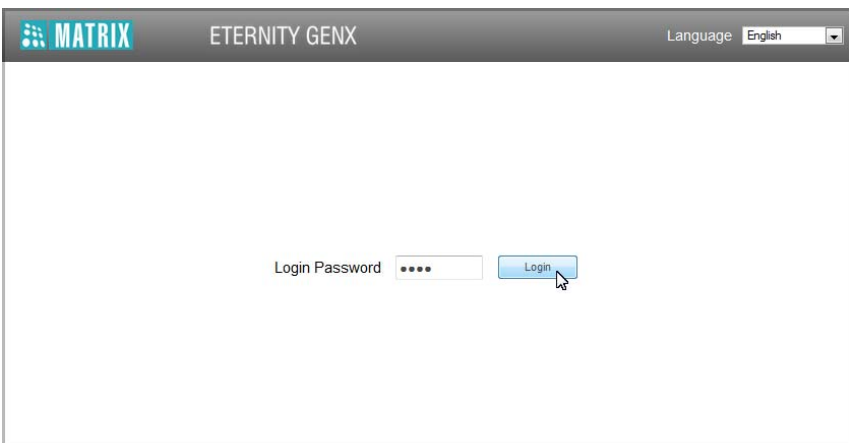 MATRIX ETERNITY GENX Language English
Login Password •••• Login